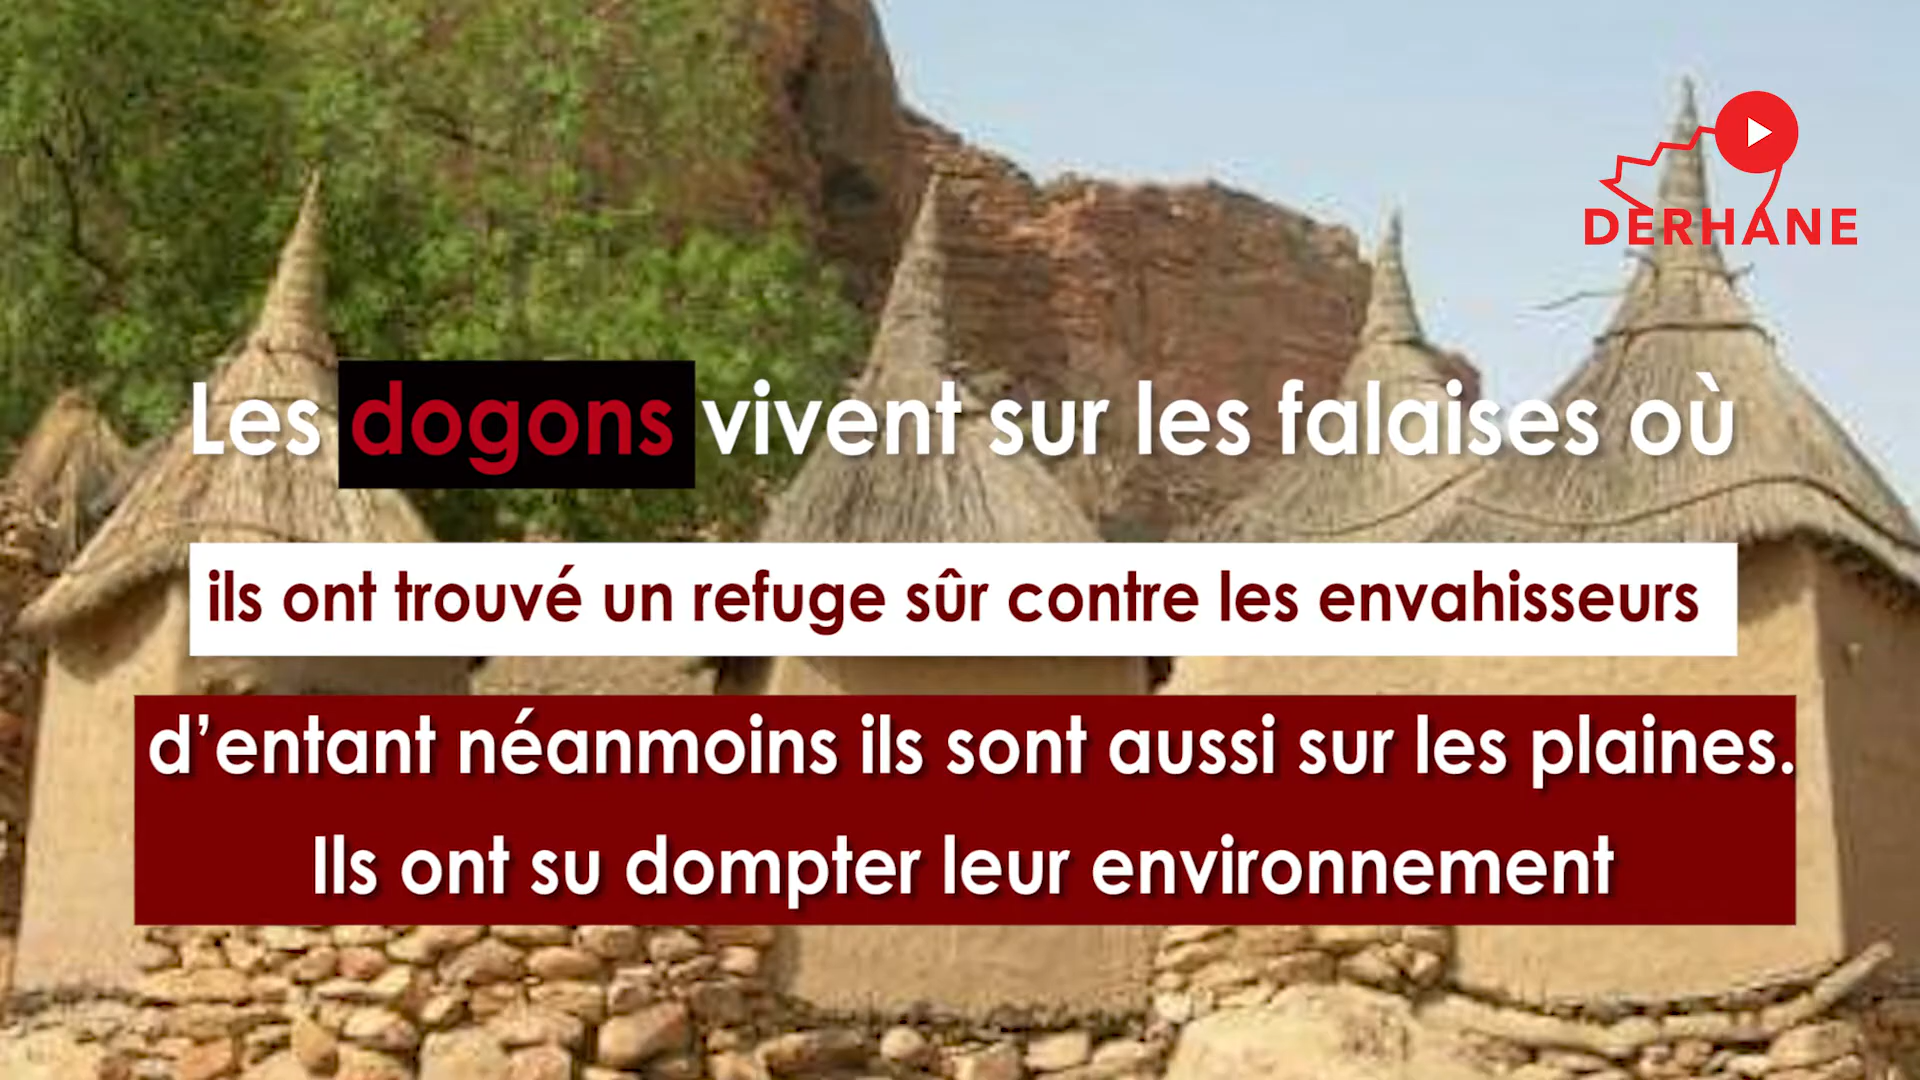 DERHANE
Les dogons vivent sur les falaises où
ils ont trouvé un refuge sûr contre les envahisseurs
d’entant néanmoins ils sont aussi sur les plaines.
Ils ont su dompter leur environnement